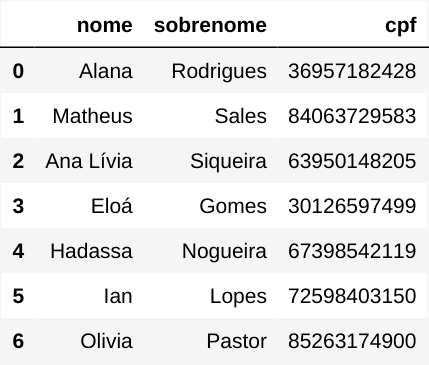 nome sobrenome cpf
0 Alana Rodrigues 36957182428
1 Matheus Sales 84063729583
2 Ana Lívia Siqueira 63950148205
3 Eloá Gomes 30126597499
4 Hadassa Nogueira 67398542119
5 Ian Lopes 72598403150
6 Olivia Pastor 85263174900